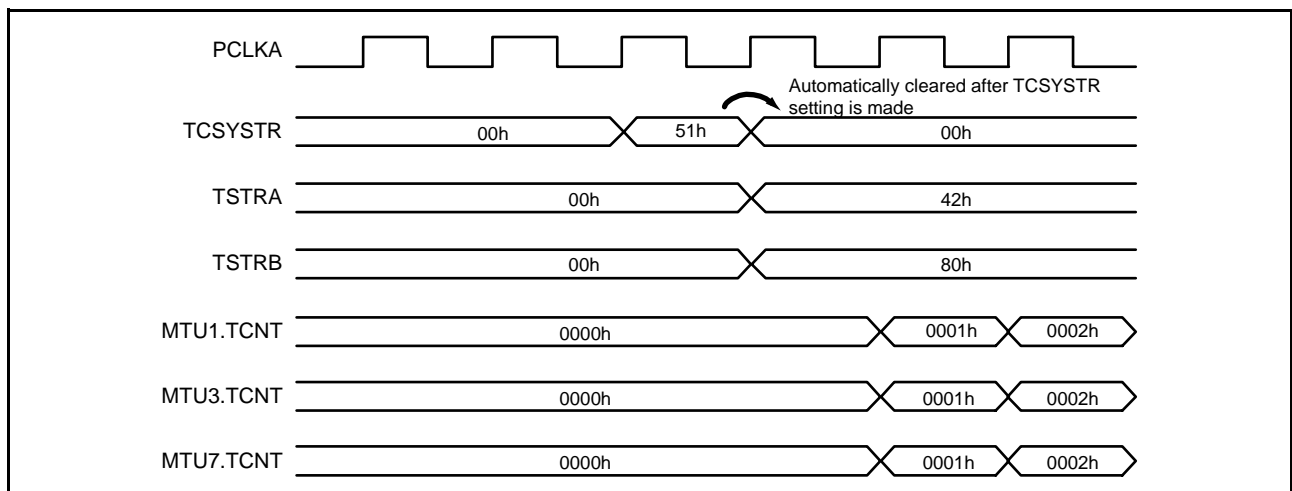 PCLKA
Automatically cleared after TCSYSTR
setting is made
TCSYSTR 00h 51h 00h
TSTRA 00h 42h
TSTRB 00h 80h
MTU1.TCNT 0000h 0001h 0002h
MTU3.TCNT 0000h 0001h 0002h
MTU7.TCNT 0000h 0001h 0002h